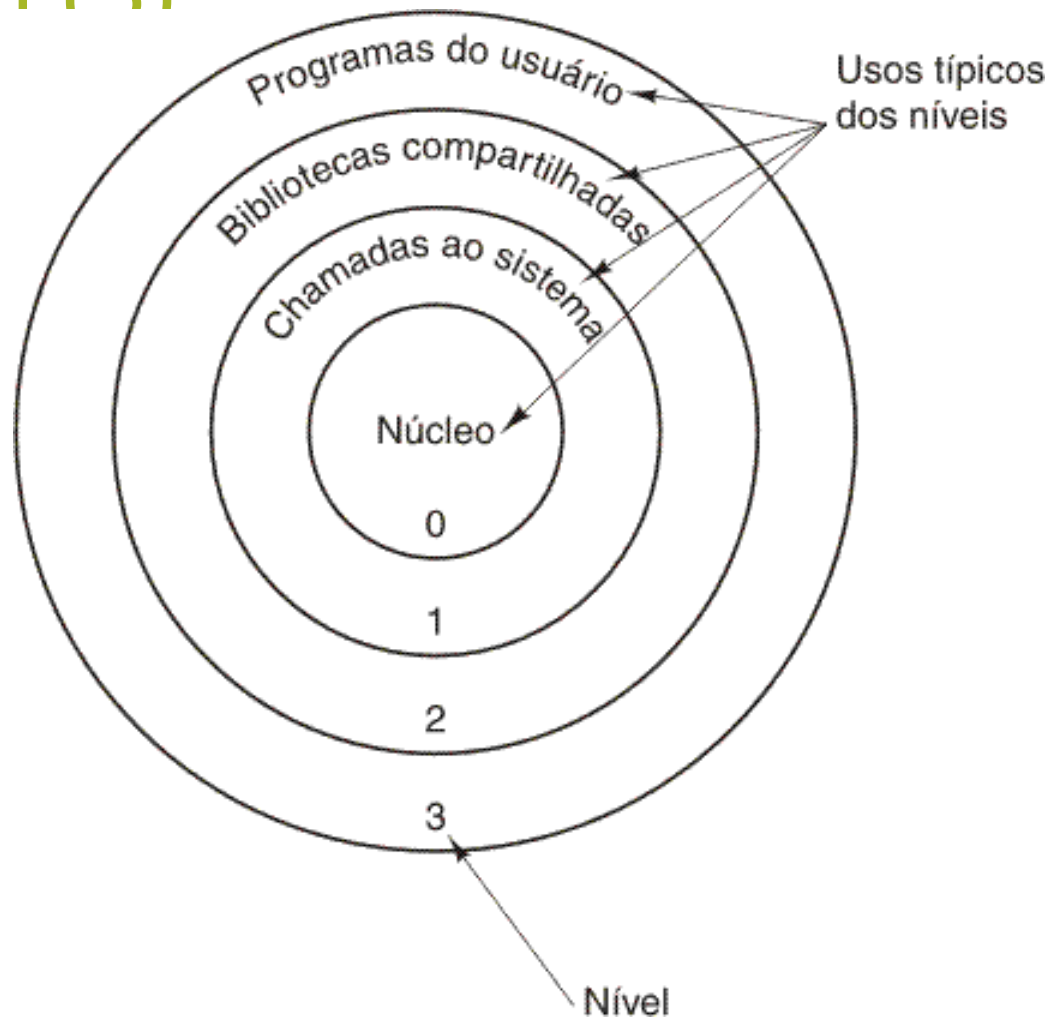 Programas do usuário
Usos típicos
dos níveis
Bibliotecas compartilhadas
Chamadas ao sistema
Núcleo
0
1
2
3
Nível